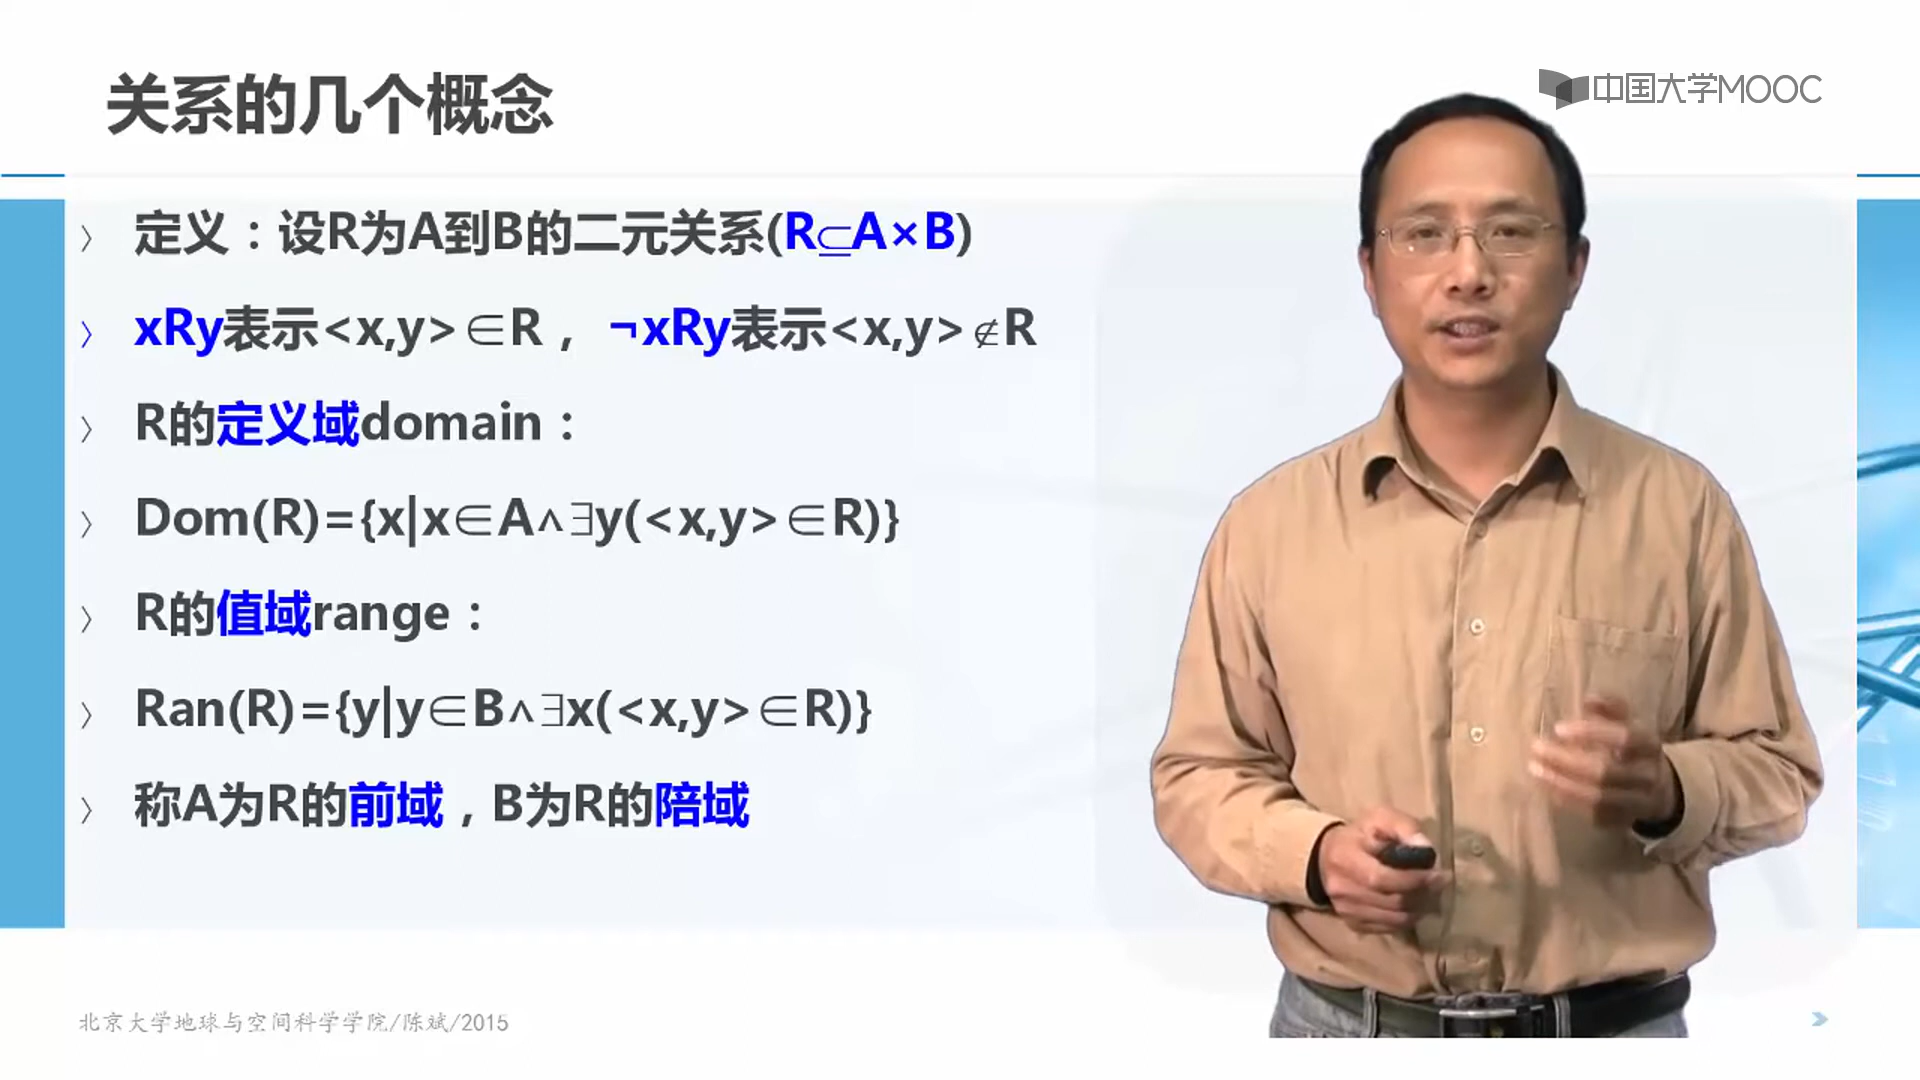 关系的几个概念
中国大学MOOC
定义：设R为A到B的二元关系(R⊆A×B)
xRy表示<x,y>∈R，¬xRy表示<x,y>∉R
R的定义域domain：
Dom(R)={x|x∈A∧∃y(<x,y>∈R)}
R的值域range：
Ran(R)={y|y∈B∧∃x(<x,y>∈R)}
称A为R的前域，B为R的陪域
北京大学地球与空间科学学院/陈斌/2015